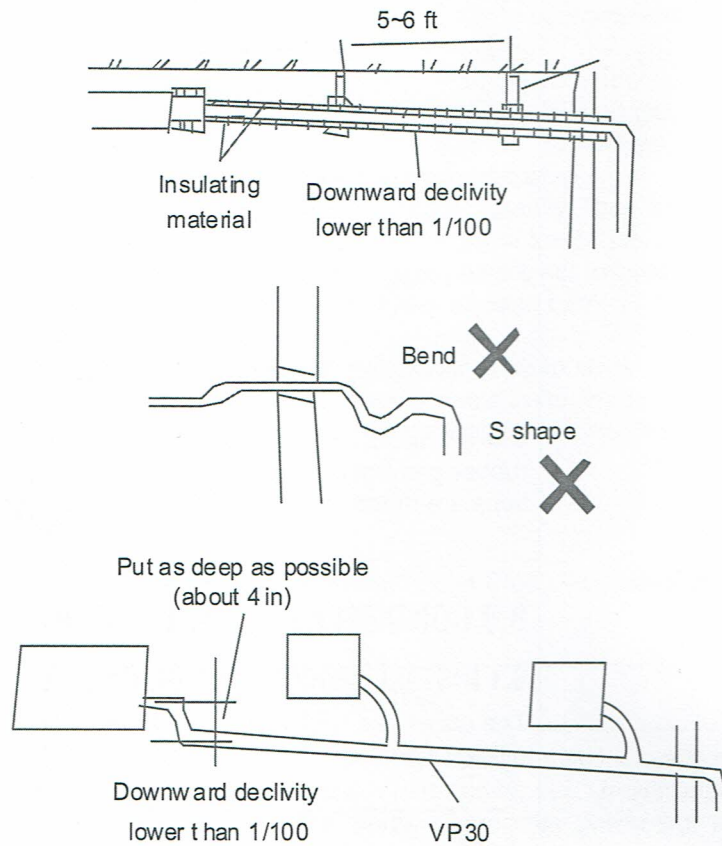 5~6 ft
Insulating
material
Downward declivity
lower than 1/100
Bend
S shape
Put as deep as possible
(about 4 in)
Downward declivity
lower than 1/100
VP30